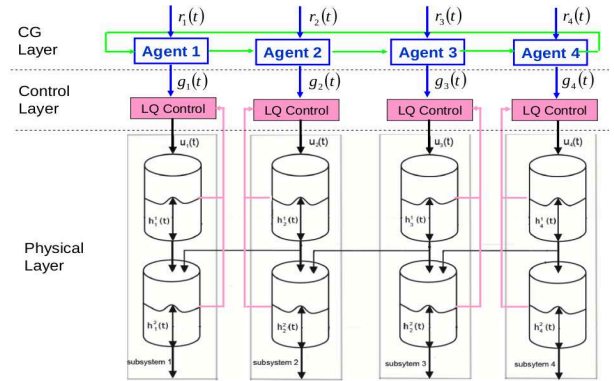 r₁(t) r₂(t) r₃(t) r₄(t)
CG
Layer
Agent 1 Agent 2 Agent 3 Agent 4
g₁(t) g₂(t) g₃(t) g₄(t)
Control
Layer
LQ Control LQ Control LQ Control LQ Control
u₁(t) u₂(t) u₃(t) u₄(t)
h¹₁(t) h¹₂(t) h¹₃(t) h¹₄(t)
Physical
Layer
h²₁(t) h²₂(t) h²₃(t) h²₄(t)
subsystem 1 subsystem 2 subsystem 3 subsystem 4